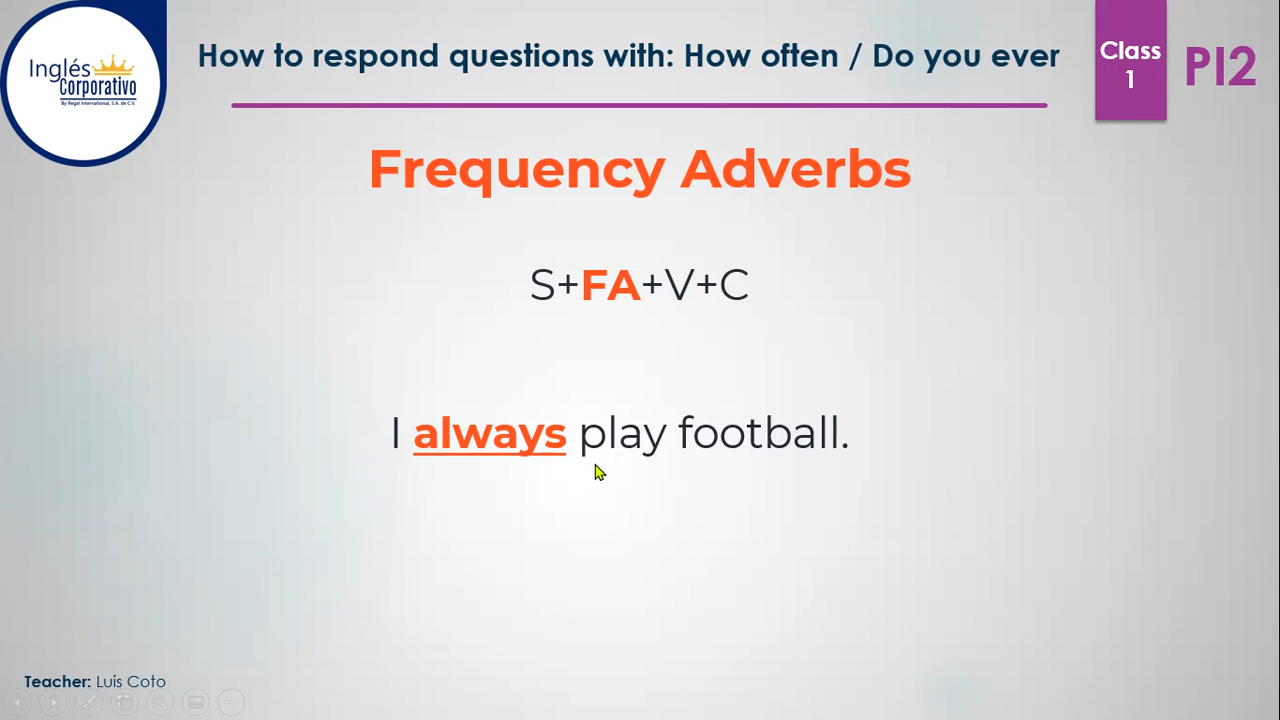 Inglés
Corporativo
By Regal International, S.A. de C.V.
How to respond questions with: How often / Do you ever
Class
1
PI2
Frequency Adverbs
S+FA+V+C
I always play football.
Teacher: Luis Coto